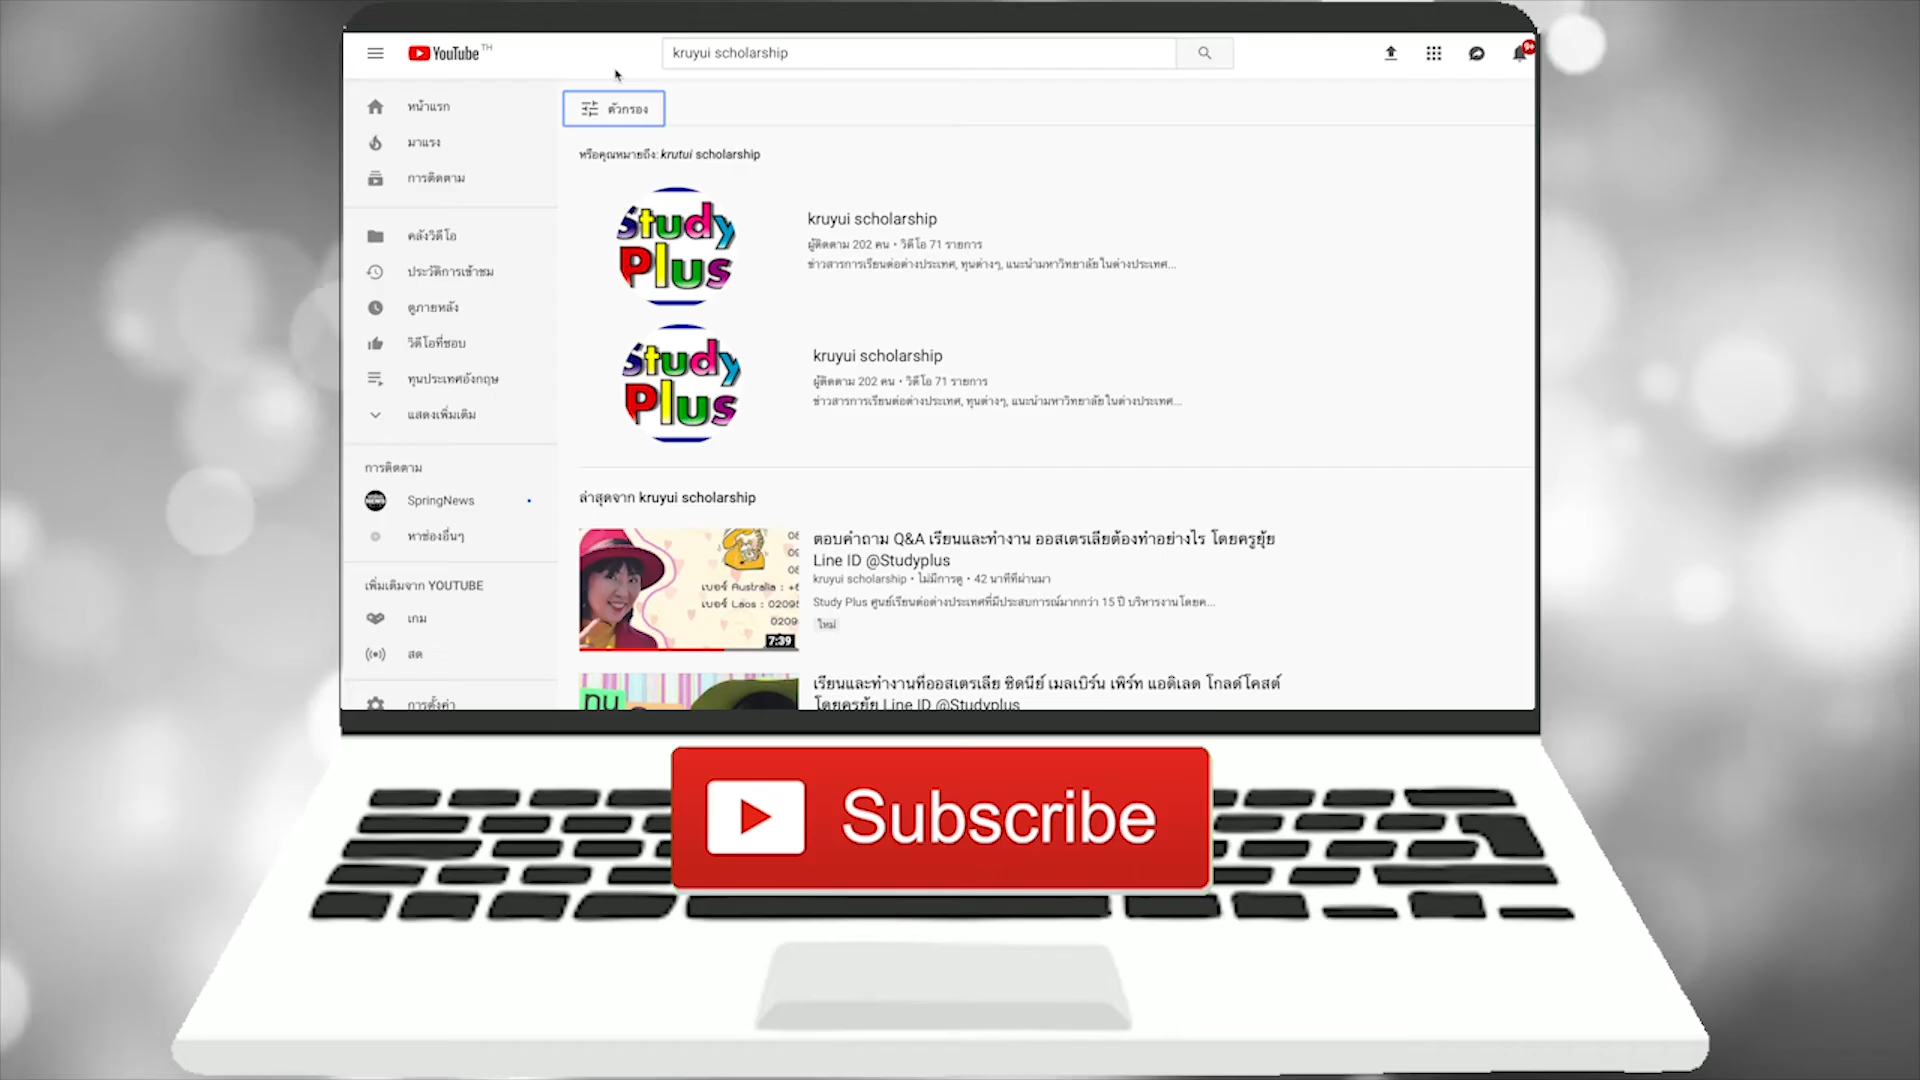 YouTube TH
kruyui scholarship
9+
หน้าแรก
มาแรง
การติดตาม
คลังวิดีโอ
ประวัติการเข้าชม
ดูภายหลัง
วิดีโอที่ชอบ
ทุนประเทศอังกฤษ
แสดงเพิ่มเติม
การติดตาม
SpringNews
หาช่องอื่นๆ
เพิ่มเติมจาก YOUTUBE
เกม
สด
การตั้งค่า
ตัวกรอง
หรือคุณหมายถึง: krutui scholarship
Study
Plus
kruyui scholarship
ผู้ติดตาม 202 คน • วิดีโอ 71 รายการ
ข่าวสารการเรียนต่อต่างประเทศ, ทุนต่างๆ, แนะนำมหาวิทยาลัยในต่างประเทศ...
Study
Plus
kruyui scholarship
ผู้ติดตาม 202 คน • วิดีโอ 71 รายการ
ข่าวสารการเรียนต่อต่างประเทศ, ทุนต่างๆ, แนะนำมหาวิทยาลัยในต่างประเทศ...
ล่าสุดจาก kruyui scholarship
เบอร์ Australia : +6
เบอร์ Laos : 0209
0209
7:39
ตอบคำถาม Q&A เรียนและทำงาน ออสเตรเลียต้องทำอย่างไร โดยครูยุ้ย
Line ID @Studyplus
kruyui scholarship • ไม่มีการดู • 42 นาทีที่ผ่านมา
Study Plus ศูนย์เรียนต่อต่างประเทศที่มีประสบการณ์มากกว่า 15 ปี บริหารงานโดยค...
ใหม่
เรียนและทำงานที่ออสเตรเลีย ซิดนีย์ เมลเบิร์น เพิร์ท แอดิเลด โกลด์โคสต์
โดยครูยุ้ย Line ID @Studyplus
Subscribe